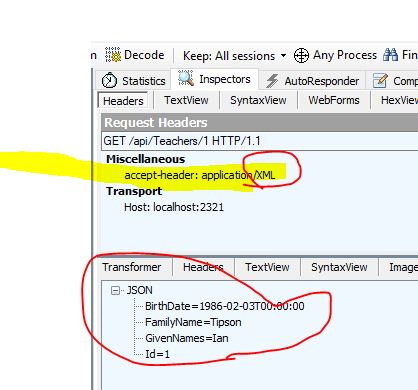 Decode Keep: All sessions Any Process Fin
Statistics Inspectors AutoResponder Comp
Headers TextView SyntaxView WebForms HexView
Request Headers
GET /api/Teachers/1 HTTP/1.1
Miscellaneous
accept-header: application/XML
Transport
Host: localhost:2321
Transformer Headers TextView SyntaxView Image
JSON
BirthDate=1986-02-03T00:00:00
FamilyName=Tipson
GivenNames=Ian
Id=1